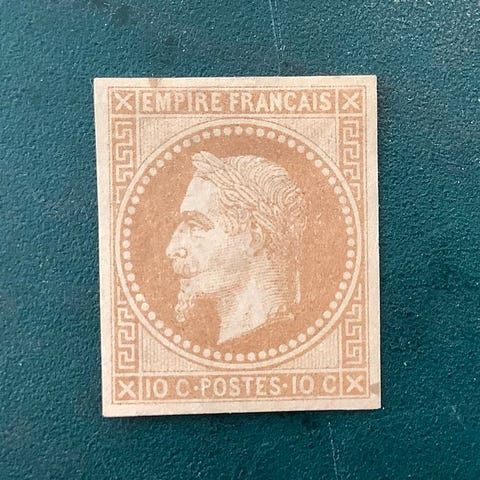 EMPIRE FRANCAIS
10 C · POSTES · 10 C